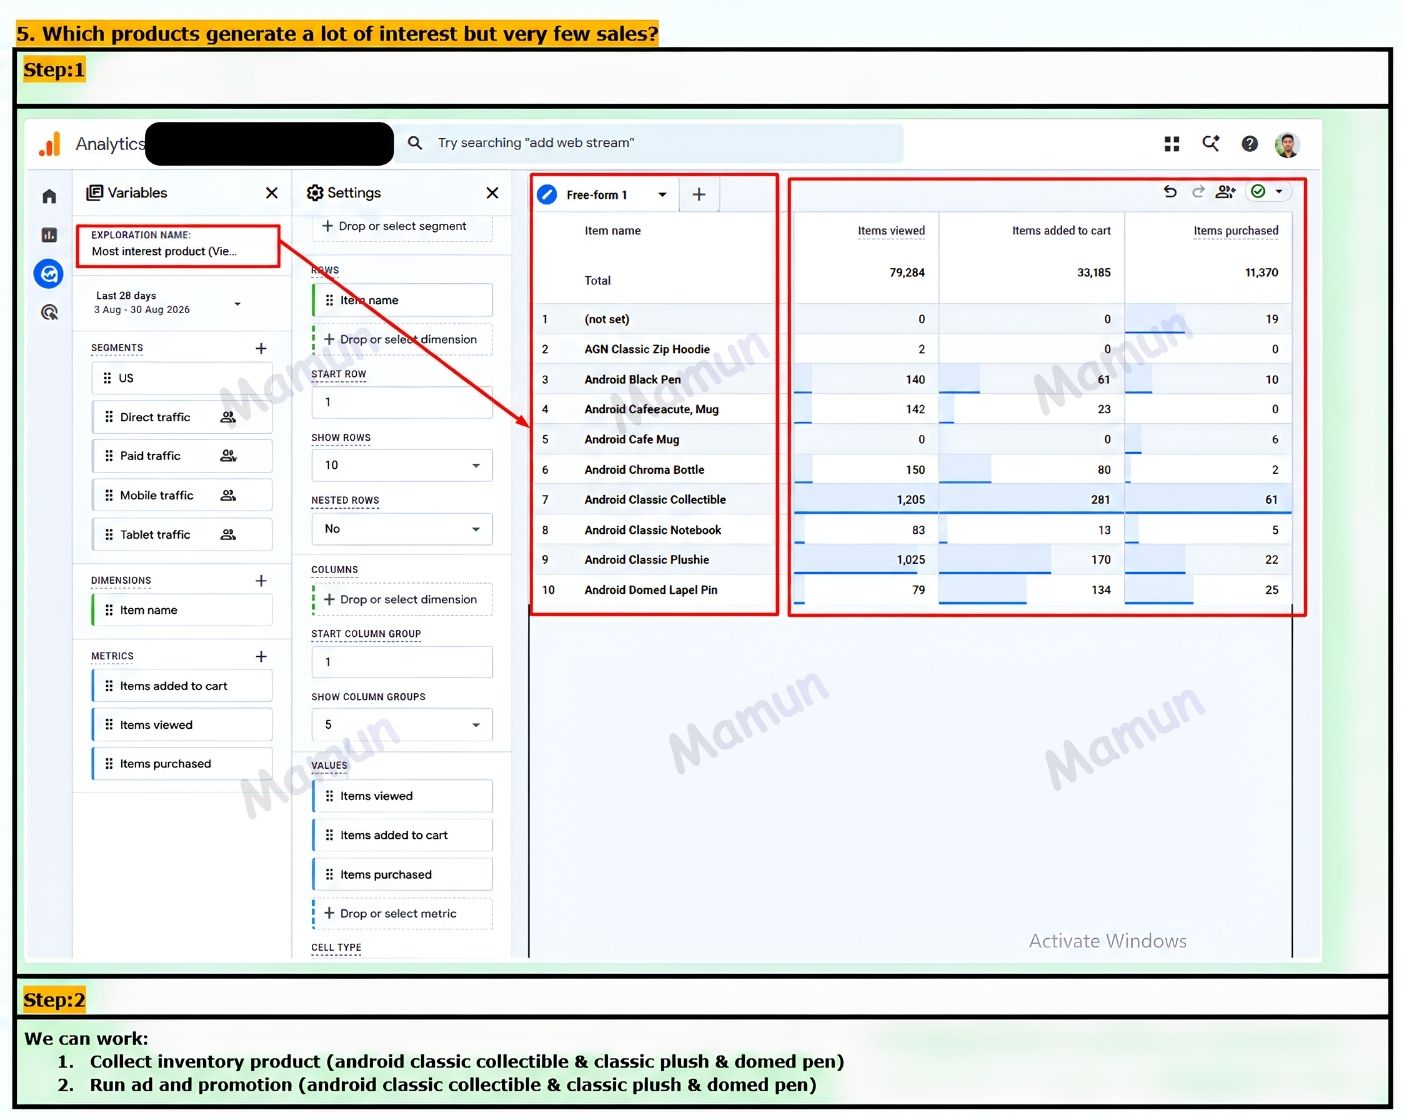 5. Which products generate a lot of interest but very few sales?
Step:1
Analytics
Try searching "add web stream"
Variables
EXPLORATION NAME:
Most interest product (Vie...
Last 28 days
3 Aug - 30 Aug 2026
SEGMENTS
US
Direct traffic
Paid traffic
Mobile traffic
Tablet traffic
DIMENSIONS
Item name
METRICS
Items added to cart
Items viewed
Items purchased
Settings
Drop or select segment
ROWS
Item name
Drop or select dimension
START ROW
1
SHOW ROWS
10
NESTED ROWS
No
COLUMNS
Drop or select dimension
START COLUMN GROUP
1
SHOW COLUMN GROUPS
5
VALUES
Items viewed
Items added to cart
Items purchased
Drop or select metric
CELL TYPE
Free-form 1
Item name Items viewed Items added to cart Items purchased
Total 79,284 33,185 11,370
1 (not set) 0 0 19
2 AGN Classic Zip Hoodie 2 0 0
3 Android Black Pen 140 61 10
4 Android Cafeeacute, Mug 142 23 0
5 Android Cafe Mug 0 0 6
6 Android Chroma Bottle 150 80 2
7 Android Classic Collectible 1,205 281 61
8 Android Classic Notebook 83 13 5
9 Android Classic Plushie 1,025 170 22
10 Android Domed Lapel Pin 79 134 25
Mamun
Mamun
Mamun
Mamun
Mamun
Mamun
Activate Windows
Step:2
We can work:
1. Collect inventory product (android classic collectible & classic plush & domed pen)
2. Run ad and promotion (android classic collectible & classic plush & domed pen)